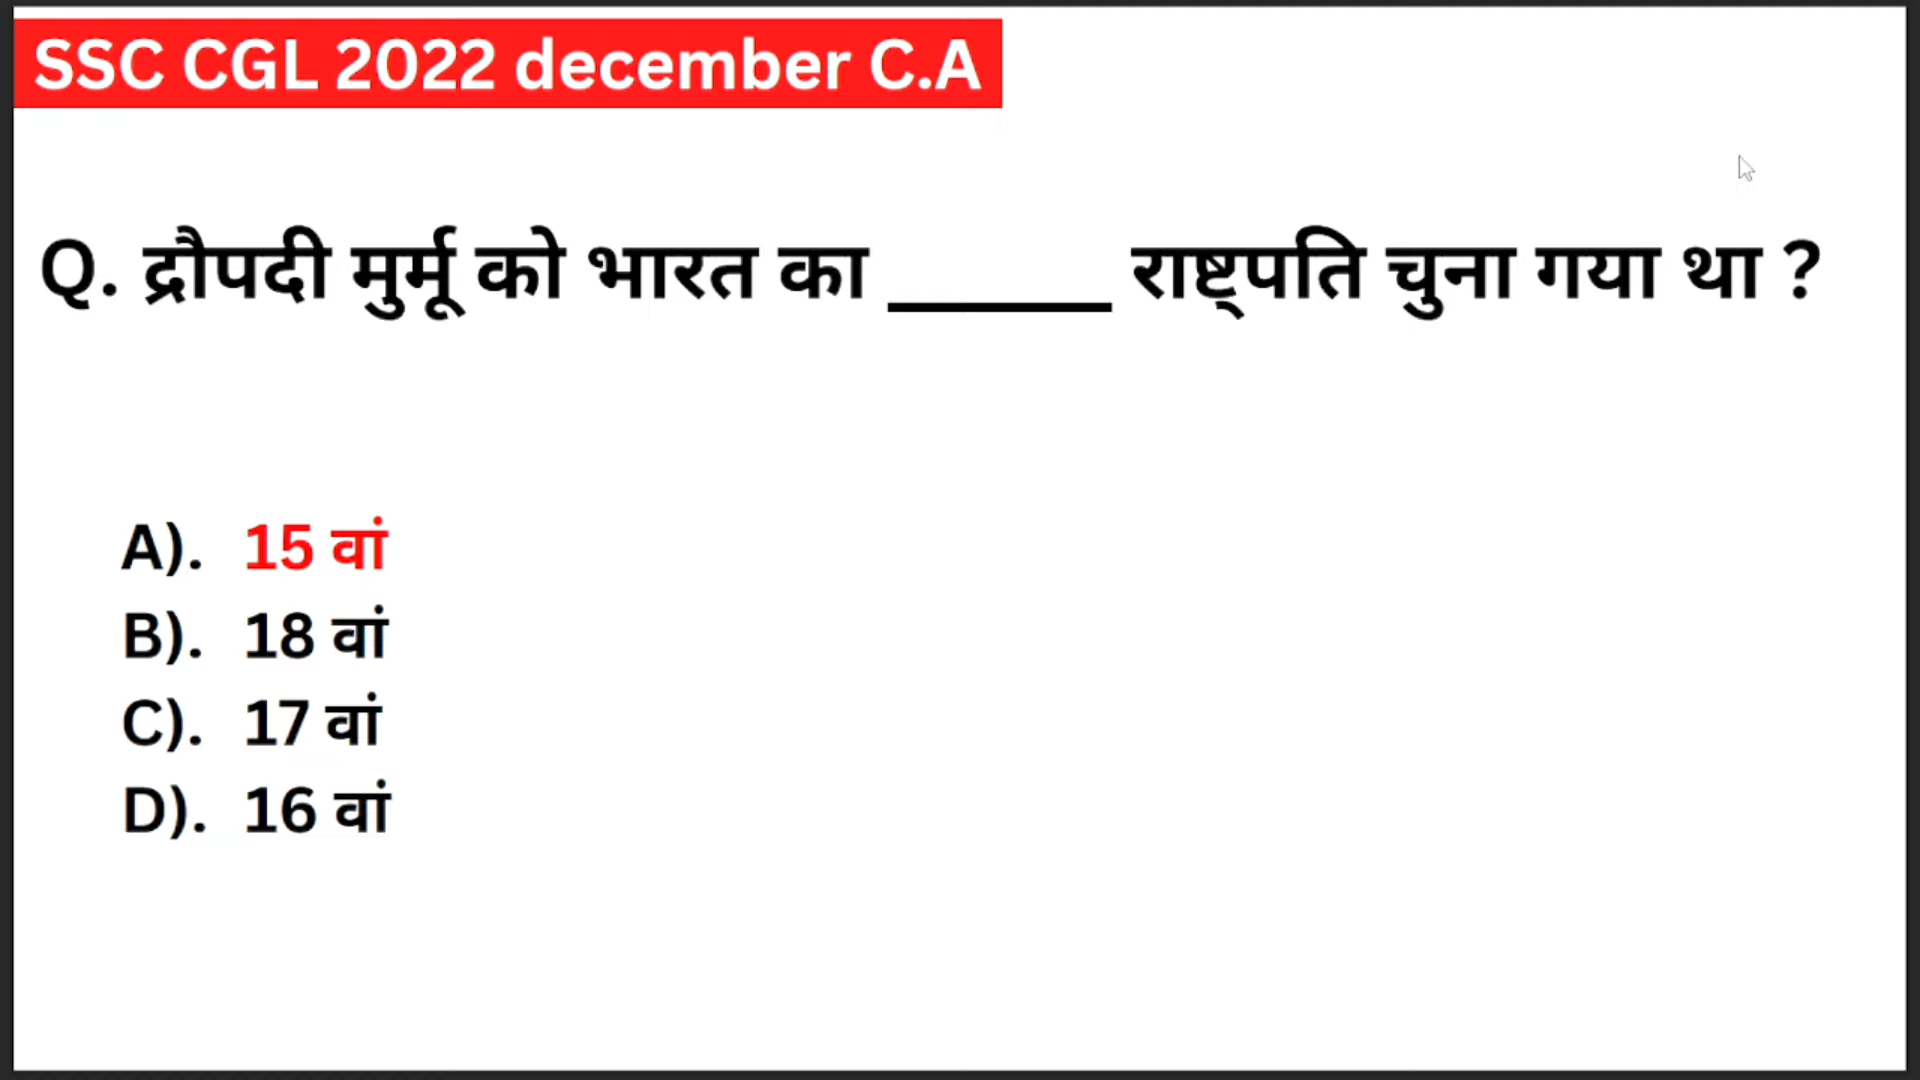 SSC CGL 2022 december C.A
Q. द्रौपदी मुर्मू को भारत का ______ राष्ट्पति चुना गया था ?
A). 15 वां
B). 18 वां
C). 17 वां
D). 16 वां